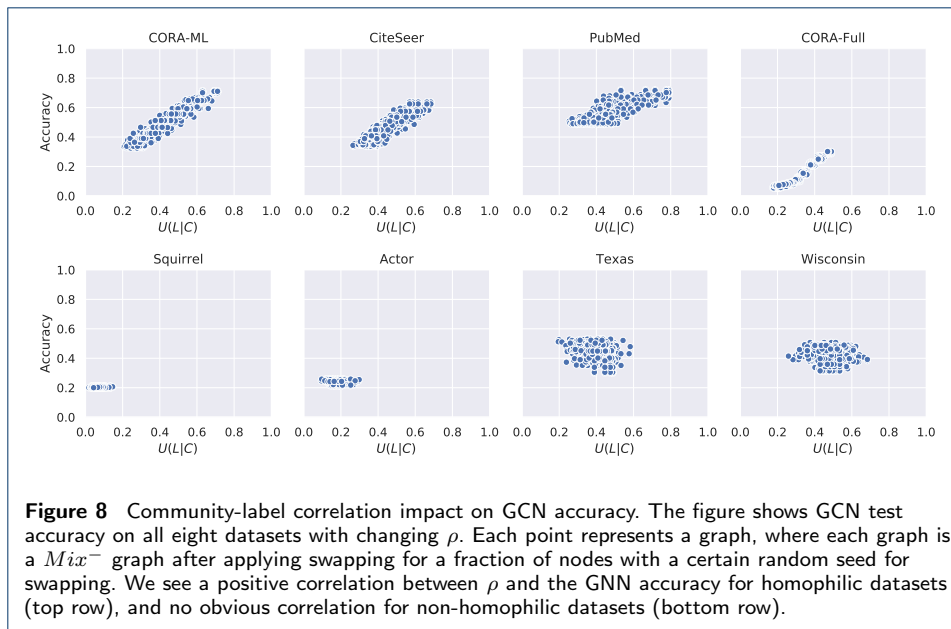 CORA-ML CiteSeer PubMed CORA-Full
1.0
0.8
0.6
0.4
0.2
0.0
Accuracy
0.0 0.2 0.4 0.6 0.8 1.0 0.0 0.2 0.4 0.6 0.8 1.0 0.0 0.2 0.4 0.6 0.8 1.0 0.0 0.2 0.4 0.6 0.8 1.0
U(L|C) U(L|C) U(L|C) U(L|C)
Squirrel Actor Texas Wisconsin
1.0
0.8
0.6
0.4
0.2
0.0
Accuracy
0.0 0.2 0.4 0.6 0.8 1.0 0.0 0.2 0.4 0.6 0.8 1.0 0.0 0.2 0.4 0.6 0.8 1.0 0.0 0.2 0.4 0.6 0.8 1.0
U(L|C) U(L|C) U(L|C) U(L|C)
Figure 8 Community-label correlation impact on GCN accuracy. The figure shows GCN test
accuracy on all eight datasets with changing ρ. Each point represents a graph, where each graph is
a Mix⁻ graph after applying swapping for a fraction of nodes with a certain random seed for
swapping. We see a positive correlation between ρ and the GNN accuracy for homophilic datasets
(top row), and no obvious correlation for non-homophilic datasets (bottom row).